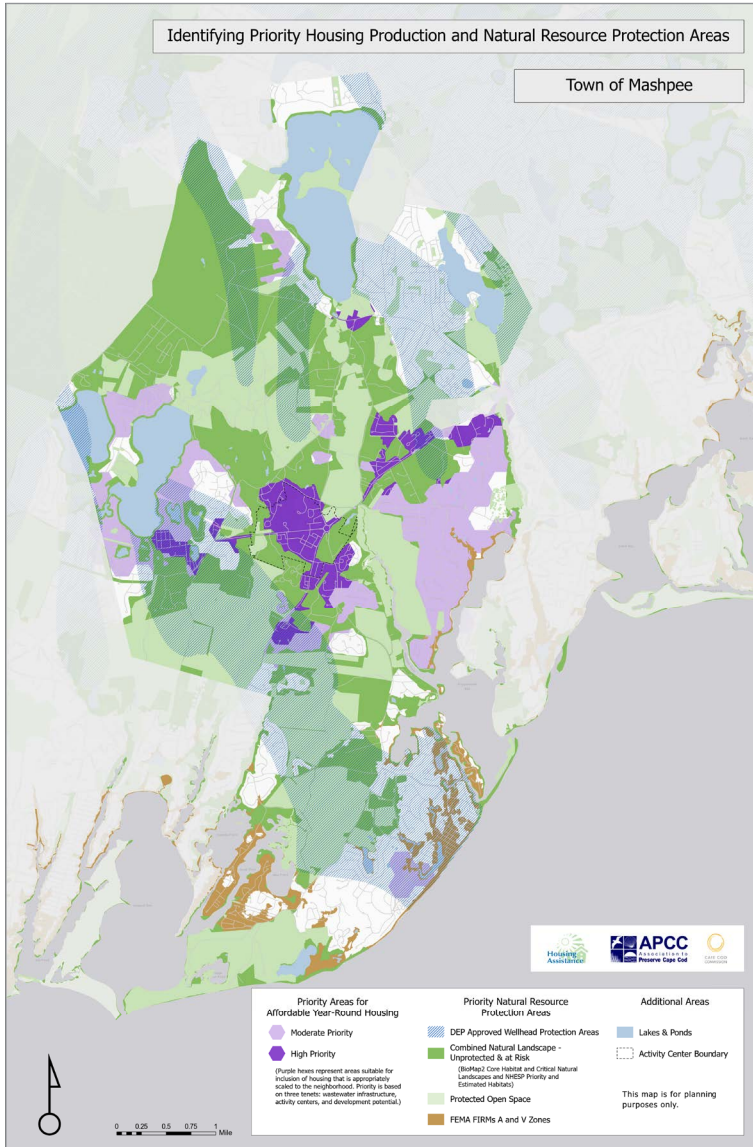 Identifying Priority Housing Production and Natural Resource Protection Areas
Town of Mashpee
Housing
Assistance
APCC
Association to
Preserve Cape Cod
CAPE COD
COMMISSION
Priority Areas for
Affordable Year-Round Housing
Moderate Priority
High Priority
(Purple hexes represent areas suitable for
inclusion of housing that is appropriately
scaled to the neighborhood. Priority is based
on three tenets: wastewater infrastructure,
activity centers, and development potential.)
Priority Natural Resource
Protection Areas
DEP Approved Wellhead Protection Areas
Combined Natural Landscape -
Unprotected & at Risk
(BioMap2 Core Habitat and Critical Natural
Landscapes and NHESP Priority and
Estimated Habitats)
Protected Open Space
FEMA FIRMs A and V Zones
Additional Areas
Lakes & Ponds
Activity Center Boundary
This map is for planning
purposes only.
0 0.25 0.5 0.75 1
Mile